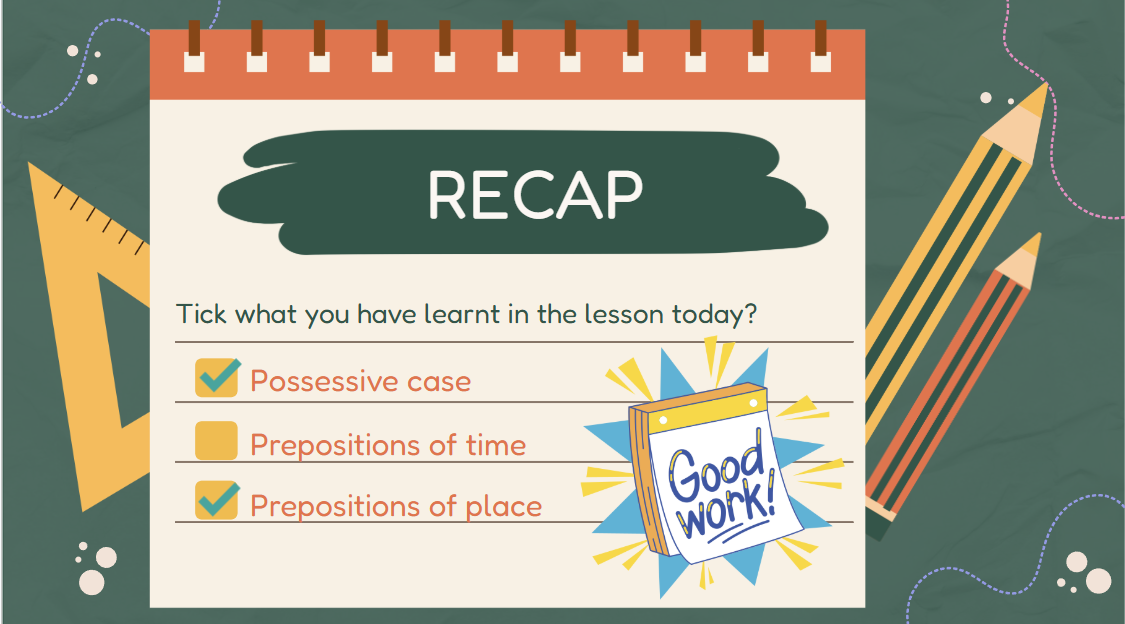 RECAP
Tick what you have learnt in the lesson today?
Possessive case
Prepositions of time
Prepositions of place
Good
work!